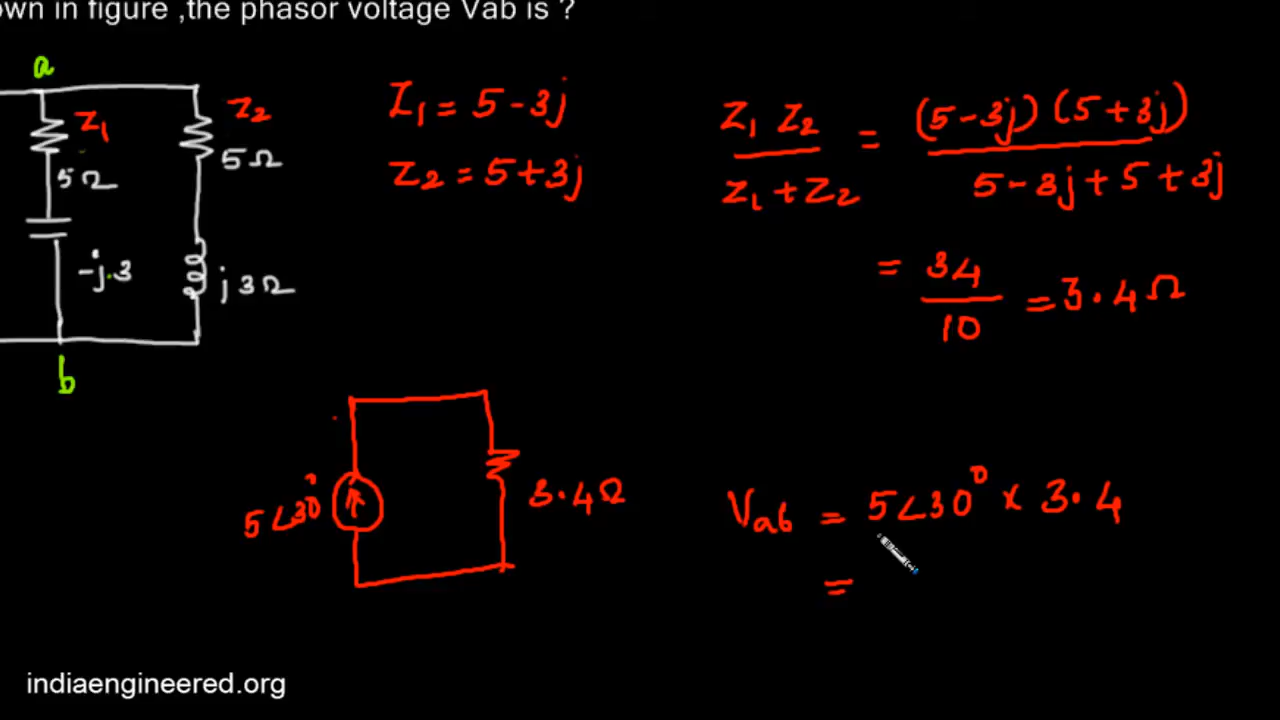 own in figure ,the phasor voltage Vab is ?
a
Z1
5Ω
-j.3
b
Z2
5Ω
j3Ω
Z1 = 5-3j
Z2 = 5+3j
Z1 Z2 / Z1+Z2 = (5-3j)(5+3j) / 5-3j+5+3j
= 34/10 = 3.4Ω
5∠30° 3.4Ω
Vab = 5∠30° × 3.4
=
indiaengineered.org